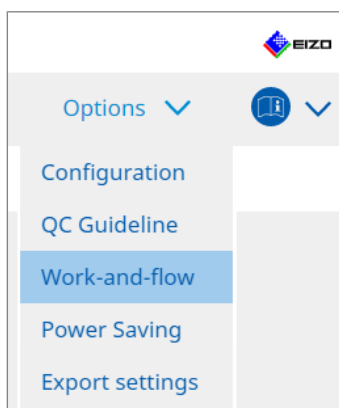 EIZO
Options
Configuration
QC Guideline
Work-and-flow
Power Saving
Export settings